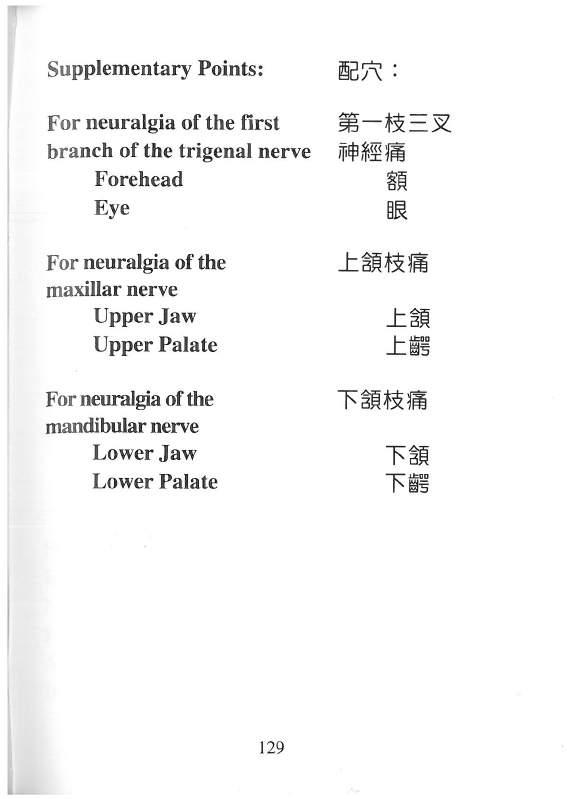 Supplementary Points: 配穴：
For neuralgia of the first 第一枝三叉
branch of the trigenal nerve 神經痛
Forehead 額
Eye 眼
For neuralgia of the 上頷枝痛
maxillar nerve
Upper Jaw 上頷
Upper Palate 上齶
For neuralgia of the 下頷枝痛
mandibular nerve
Lower Jaw 下頷
Lower Palate 下齶
129